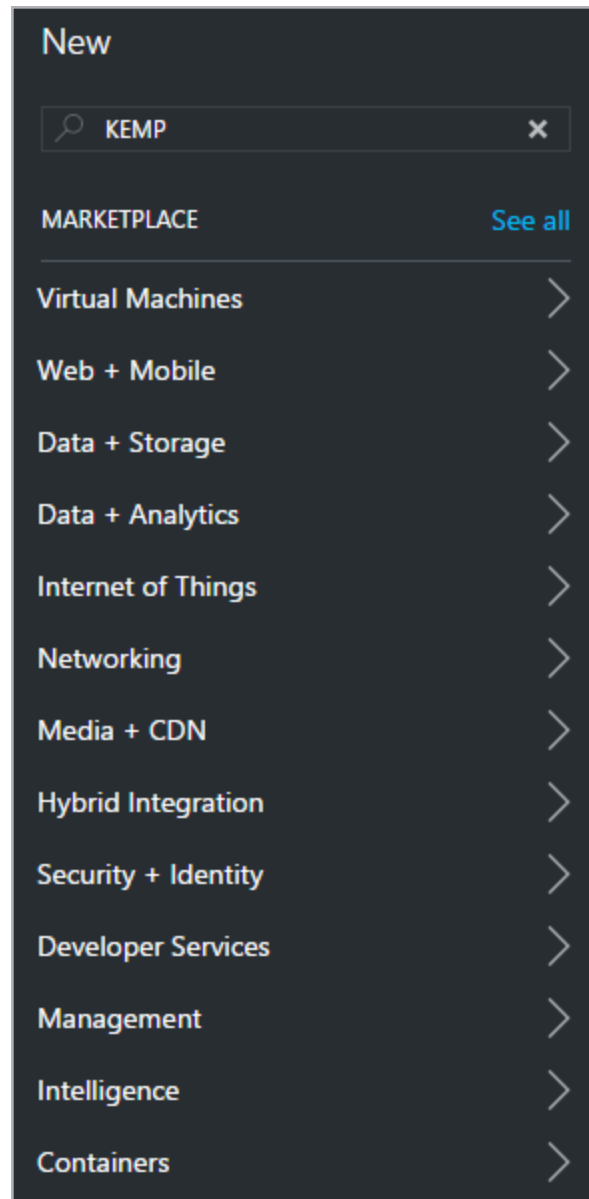 New
KEMP
MARKETPLACE See all
Virtual Machines
Web + Mobile
Data + Storage
Data + Analytics
Internet of Things
Networking
Media + CDN
Hybrid Integration
Security + Identity
Developer Services
Management
Intelligence
Containers